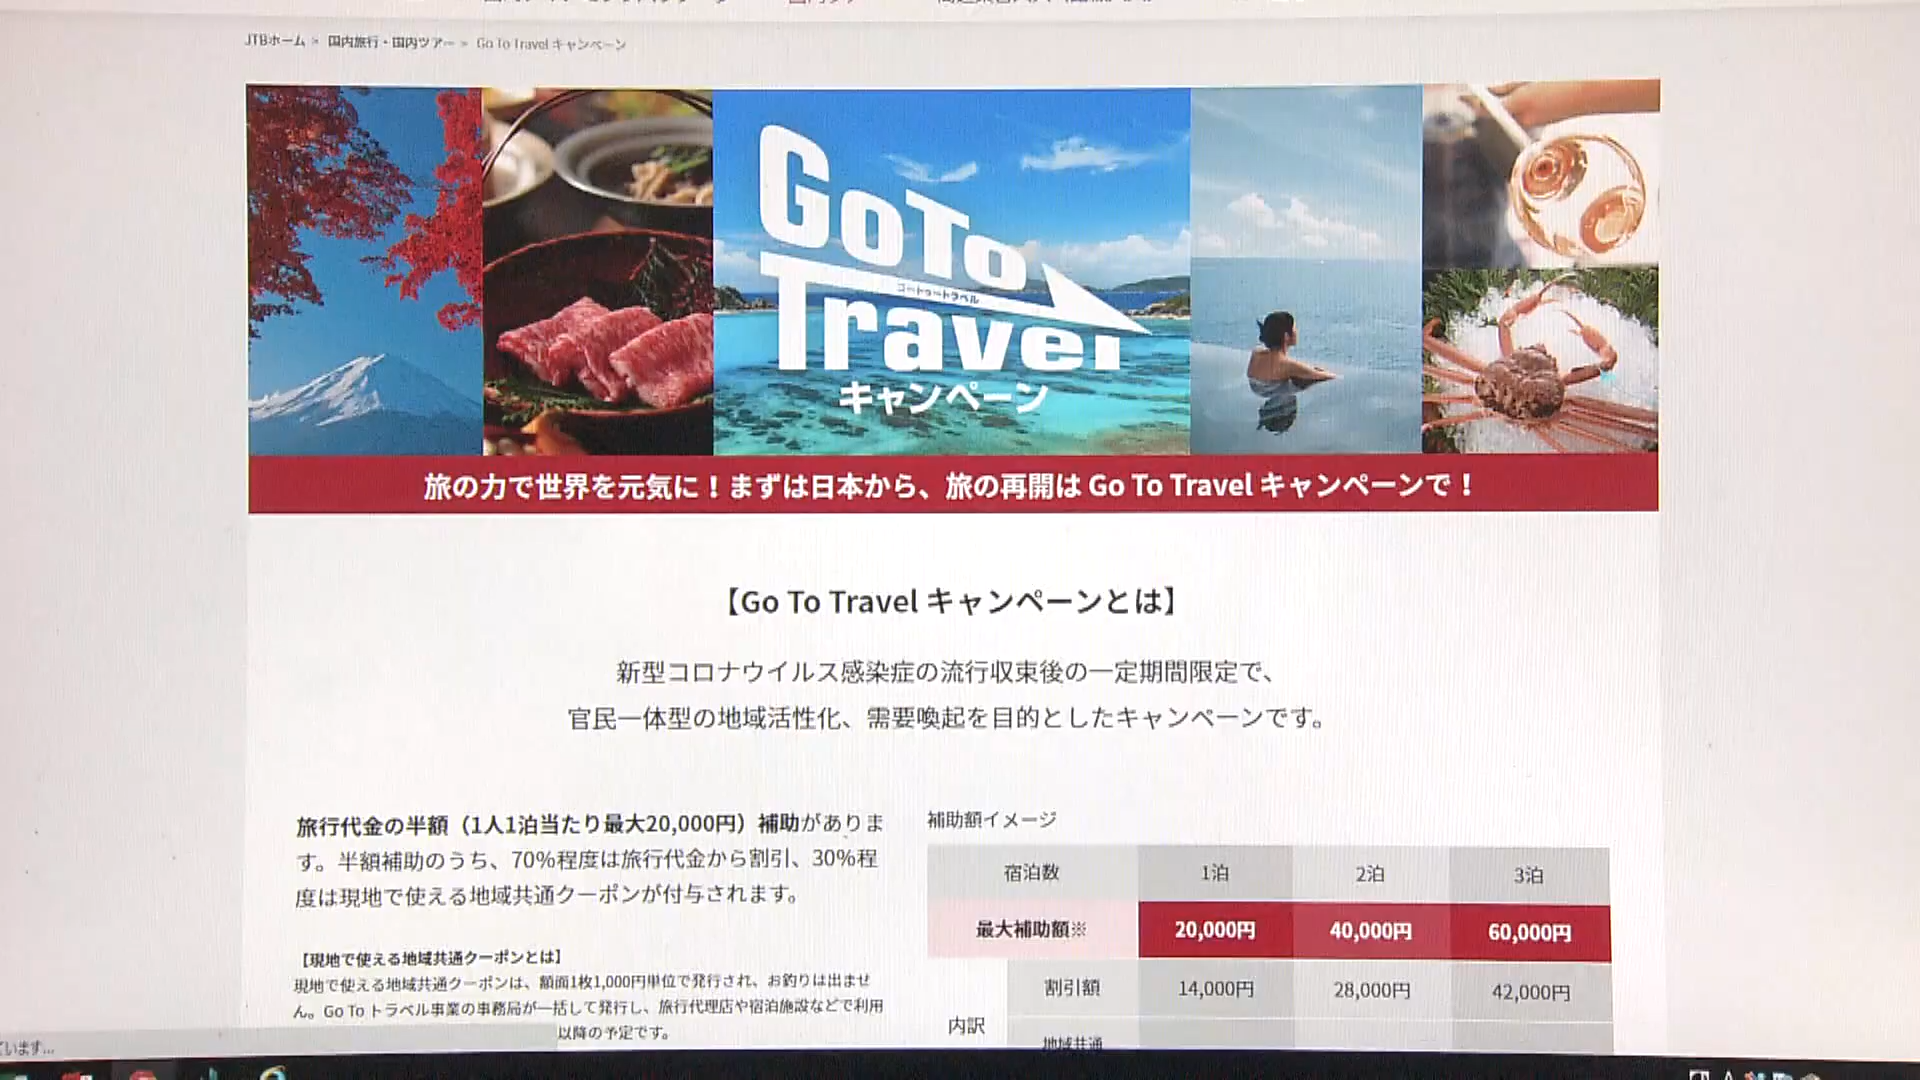 JTBホーム > 国内旅行・国内ツアー > Go To Travel キャンペーン
Go To
ゴートゥートラベル
Travel
キャンペーン
旅の力で世界を元気に！まずは日本から、旅の再開は Go To Travel キャンペーンで！
【Go To Travel キャンペーンとは】
新型コロナウイルス感染症の流行収束後の一定期間限定で、
官民一体型の地域活性化、需要喚起を目的としたキャンペーンです。
旅行代金の半額（1人1泊当たり最大20,000円）補助がありま
す。半額補助のうち、70%程度は旅行代金から割引、30%程
度は現地で使える地域共通クーポンが付与されます。
【現地で使える地域共通クーポンとは】
現地で使える地域共通クーポンは、額面1枚1,000円単位で発行され、お釣りは出ませ
ん。Go To トラベル事業の事務局が一括して発行し、旅行代理店や宿泊施設などで利用
以降の予定です。
補助額イメージ
宿泊数 1泊 2泊 3泊
最大補助額※ 20,000円 40,000円 60,000円
割引額 14,000円 28,000円 42,000円
内訳
地域共通
ています...